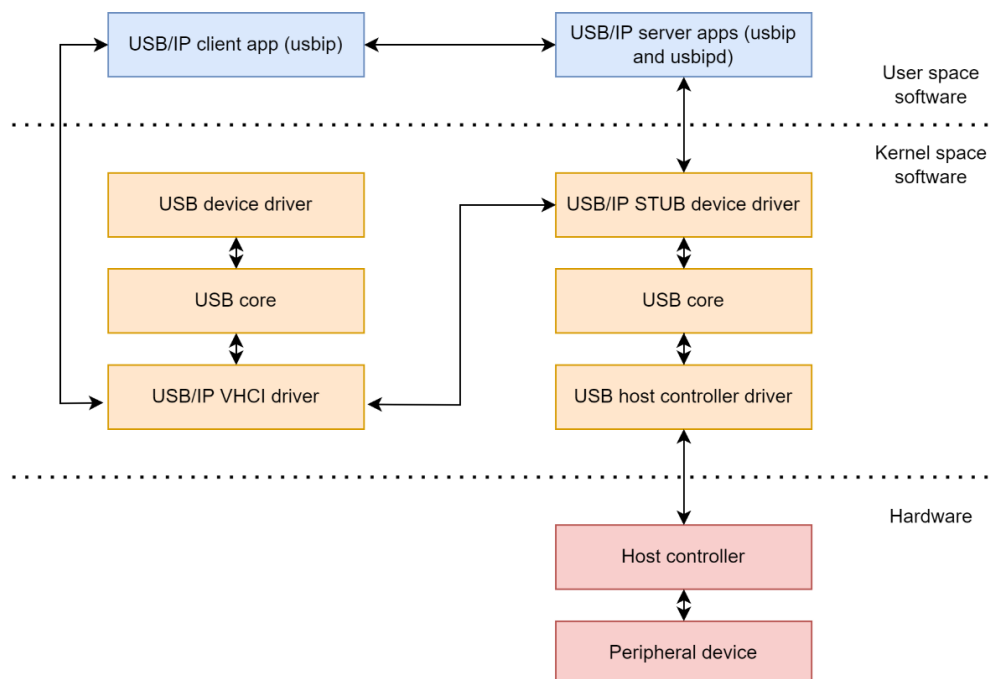 USB/IP client app (usbip)
USB/IP server apps (usbip
and usbipd)
User space
software
Kernel space
software
USB device driver
USB/IP STUB device driver
USB core
USB core
USB/IP VHCI driver
USB host controller driver
Hardware
Host controller
Peripheral device